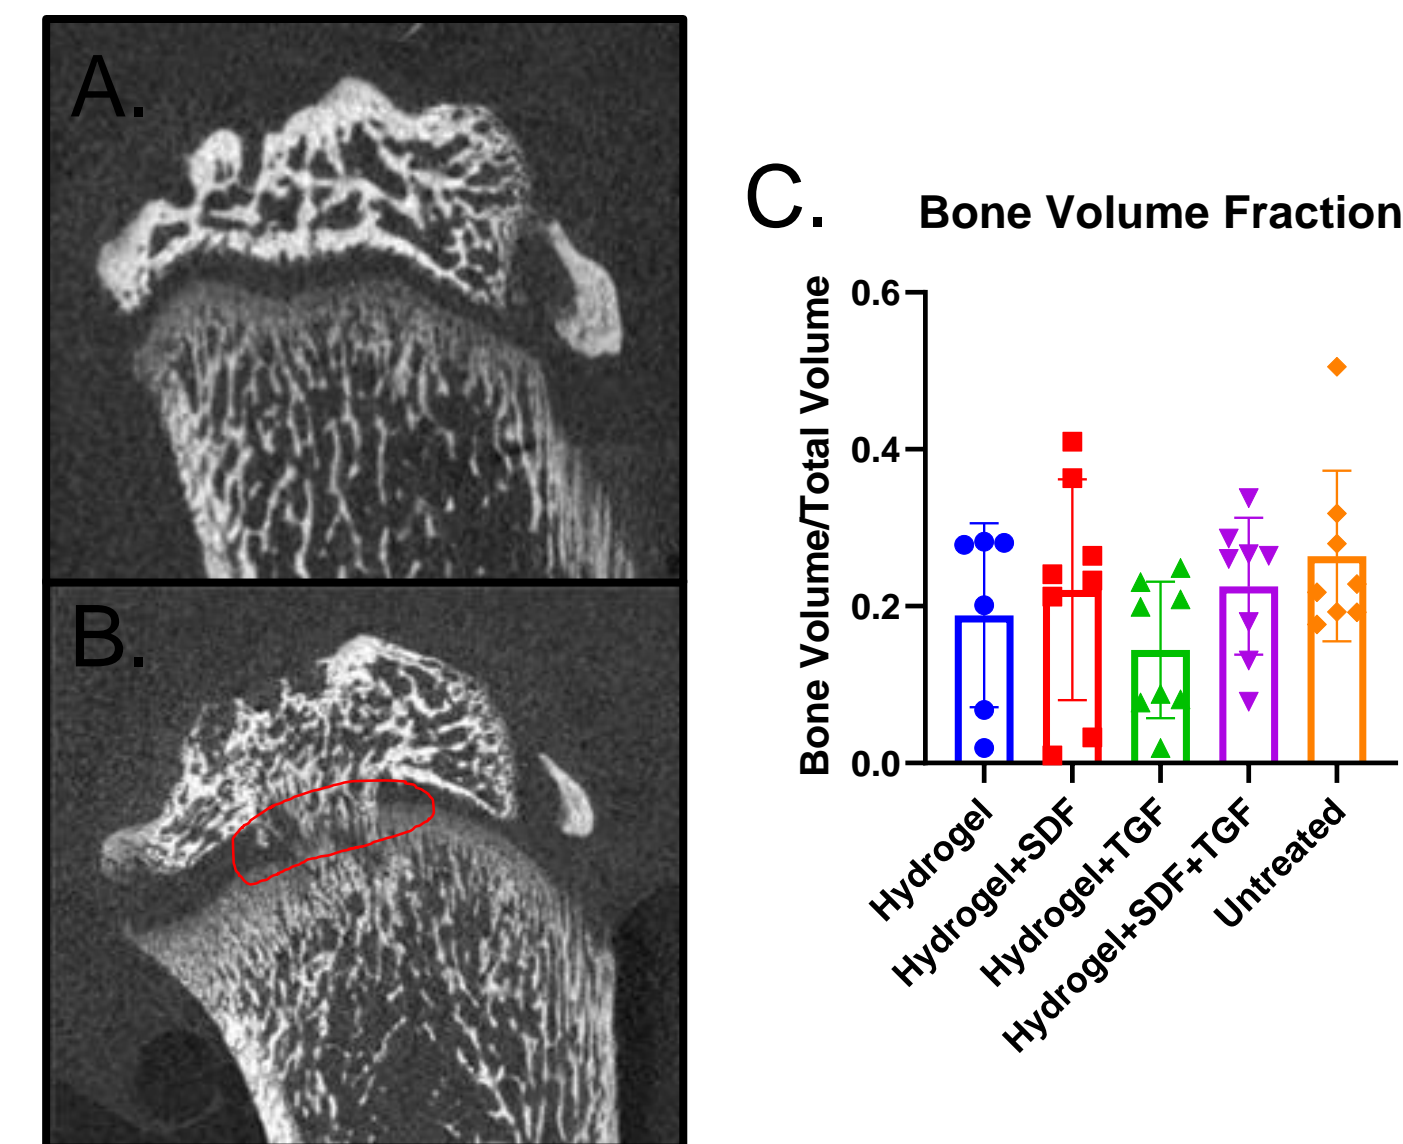 A.
B.
C.
Bone Volume Fraction
Bone Volume/Total Volume
0.6
0.4
0.2
0.0
Hydrogel
Hydrogel+SDF
Hydrogel+TGF
Hydrogel+SDF+TGF
Untreated